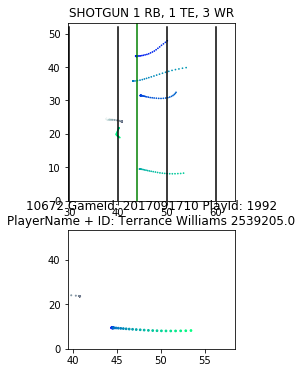 SHOTGUN 1 RB, 1 TE, 3 WR
50
40
30
20
10
0
30 40 50 60
10672.GameId: 2017091710 PlayId: 1992
PlayerName + ID: Terrance Williams 2539205.0
40
20
0
40 45 50 55